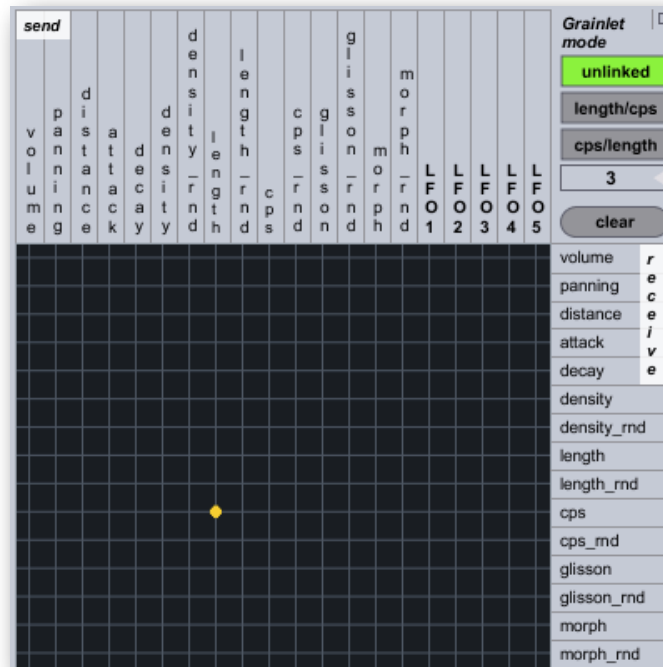 send
volume
panning
distance
attack
decay
density
density_rnd
length
length_rnd
cps
cps_rnd
glisson
glisson_rnd
morph
morph_rnd
LFO1
LFO2
LFO3
LFO4
LFO5
Grainlet
mode
unlinked
length/cps
cps/length
3
clear
receive
volume
panning
distance
attack
decay
density
density_rnd
length
length_rnd
cps
cps_rnd
glisson
glisson_rnd
morph
morph_rnd